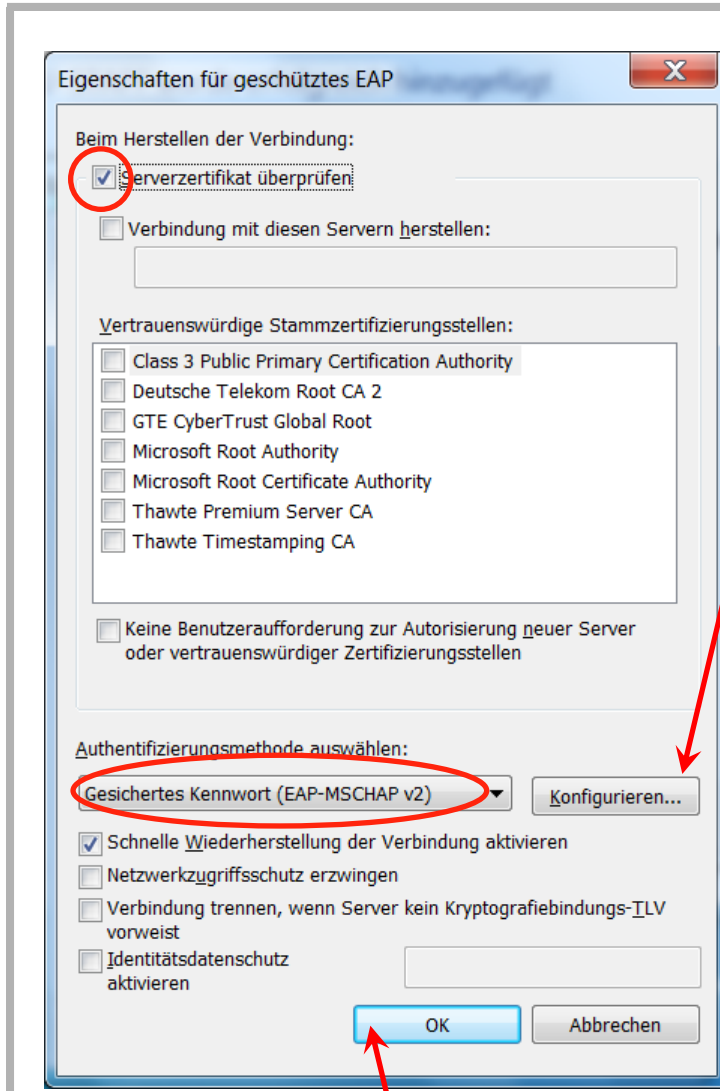 Eigenschaften für geschütztes EAP
Beim Herstellen der Verbindung:
Serverzertifikat überprüfen
Verbindung mit diesen Servern herstellen:
Vertrauenswürdige Stammzertifizierungsstellen:
Class 3 Public Primary Certification Authority
Deutsche Telekom Root CA 2
GTE CyberTrust Global Root
Microsoft Root Authority
Microsoft Root Certificate Authority
Thawte Premium Server CA
Thawte Timestamping CA
Keine Benutzeraufforderung zur Autorisierung neuer Server
oder vertrauenswürdiger Zertifizierungsstellen
Authentifizierungsmethode auswählen:
Gesichertes Kennwort (EAP-MSCHAP v2)
Konfigurieren...
Schnelle Wiederherstellung der Verbindung aktivieren
Netzwerkzugriffsschutz erzwingen
Verbindung trennen, wenn Server kein Kryptografiebindungs-TLV
vorweist
Identitätsdatenschutz
aktivieren
OK
Abbrechen